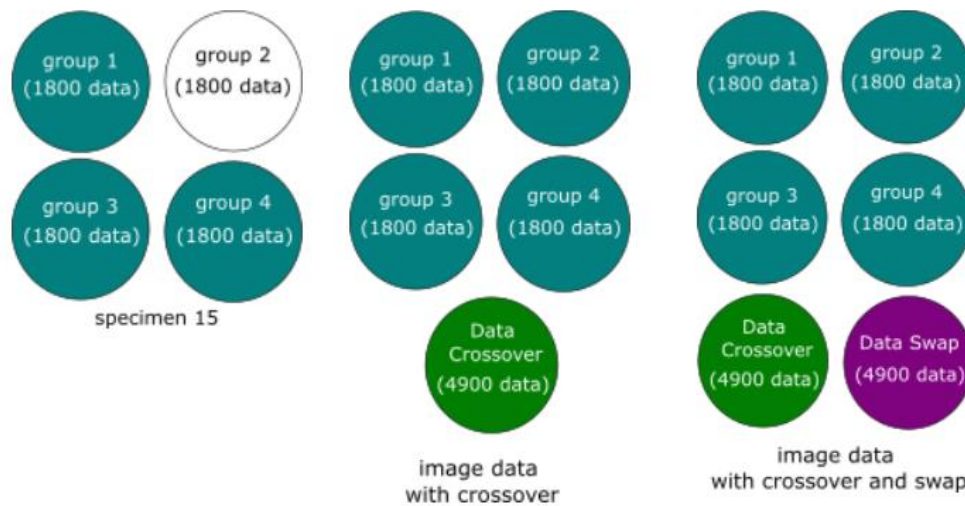 group 1
(1800 data)
group 2
(1800 data)
group 3
(1800 data)
group 4
(1800 data)
specimen 15
group 1
(1800 data)
group 2
(1800 data)
group 3
(1800 data)
group 4
(1800 data)
Data
Crossover
(4900 data)
image data
with crossover
group 1
(1800 data)
group 2
(1800 data)
group 3
(1800 data)
group 4
(1800 data)
Data
Crossover
(4900 data)
Data Swap
(4900 data)
image data
with crossover and swap